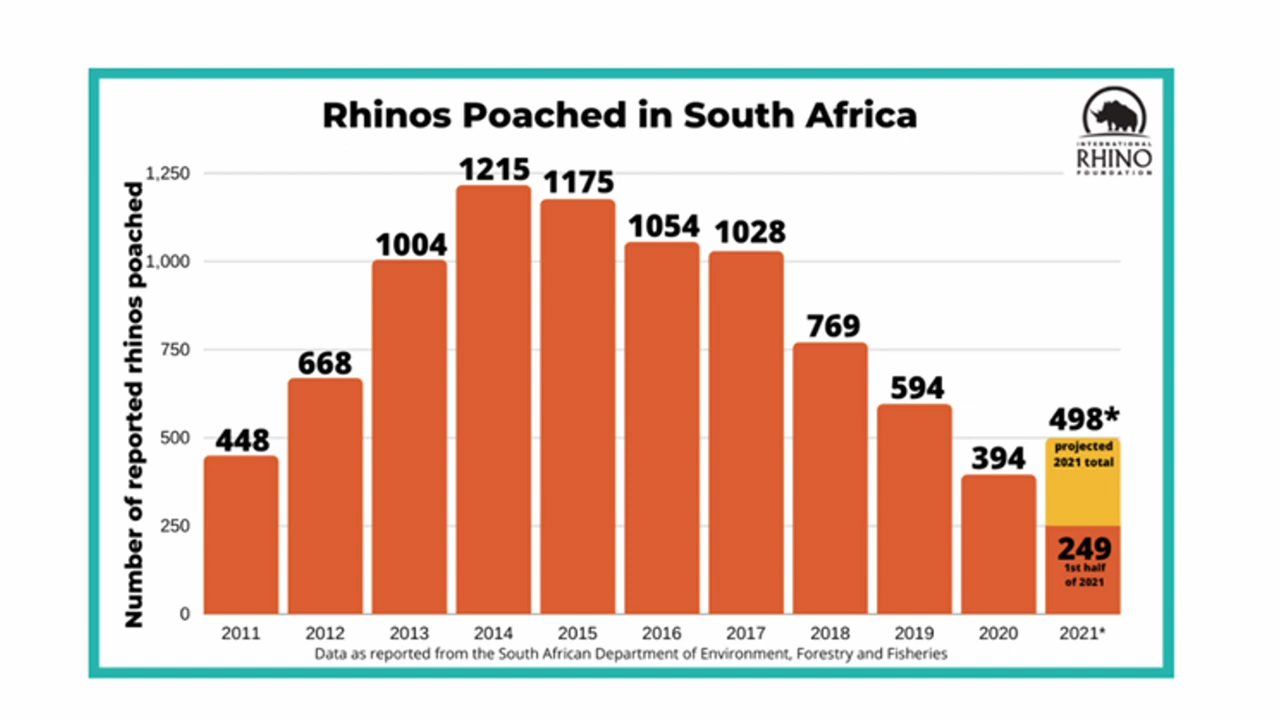 Rhinos Poached in South Africa
INTERNATIONAL
RHINO
FOUNDATION
Number of reported rhinos poached
1,250
1,000
750
500
250
0
448
668
1004
1215
1175
1054
1028
769
594
394
498*
projected
2021 total
249
1st half
of 2021
2011 2012 2013 2014 2015 2016 2017 2018 2019 2020 2021*
Data as reported from the South African Department of Environment, Forestry and Fisheries